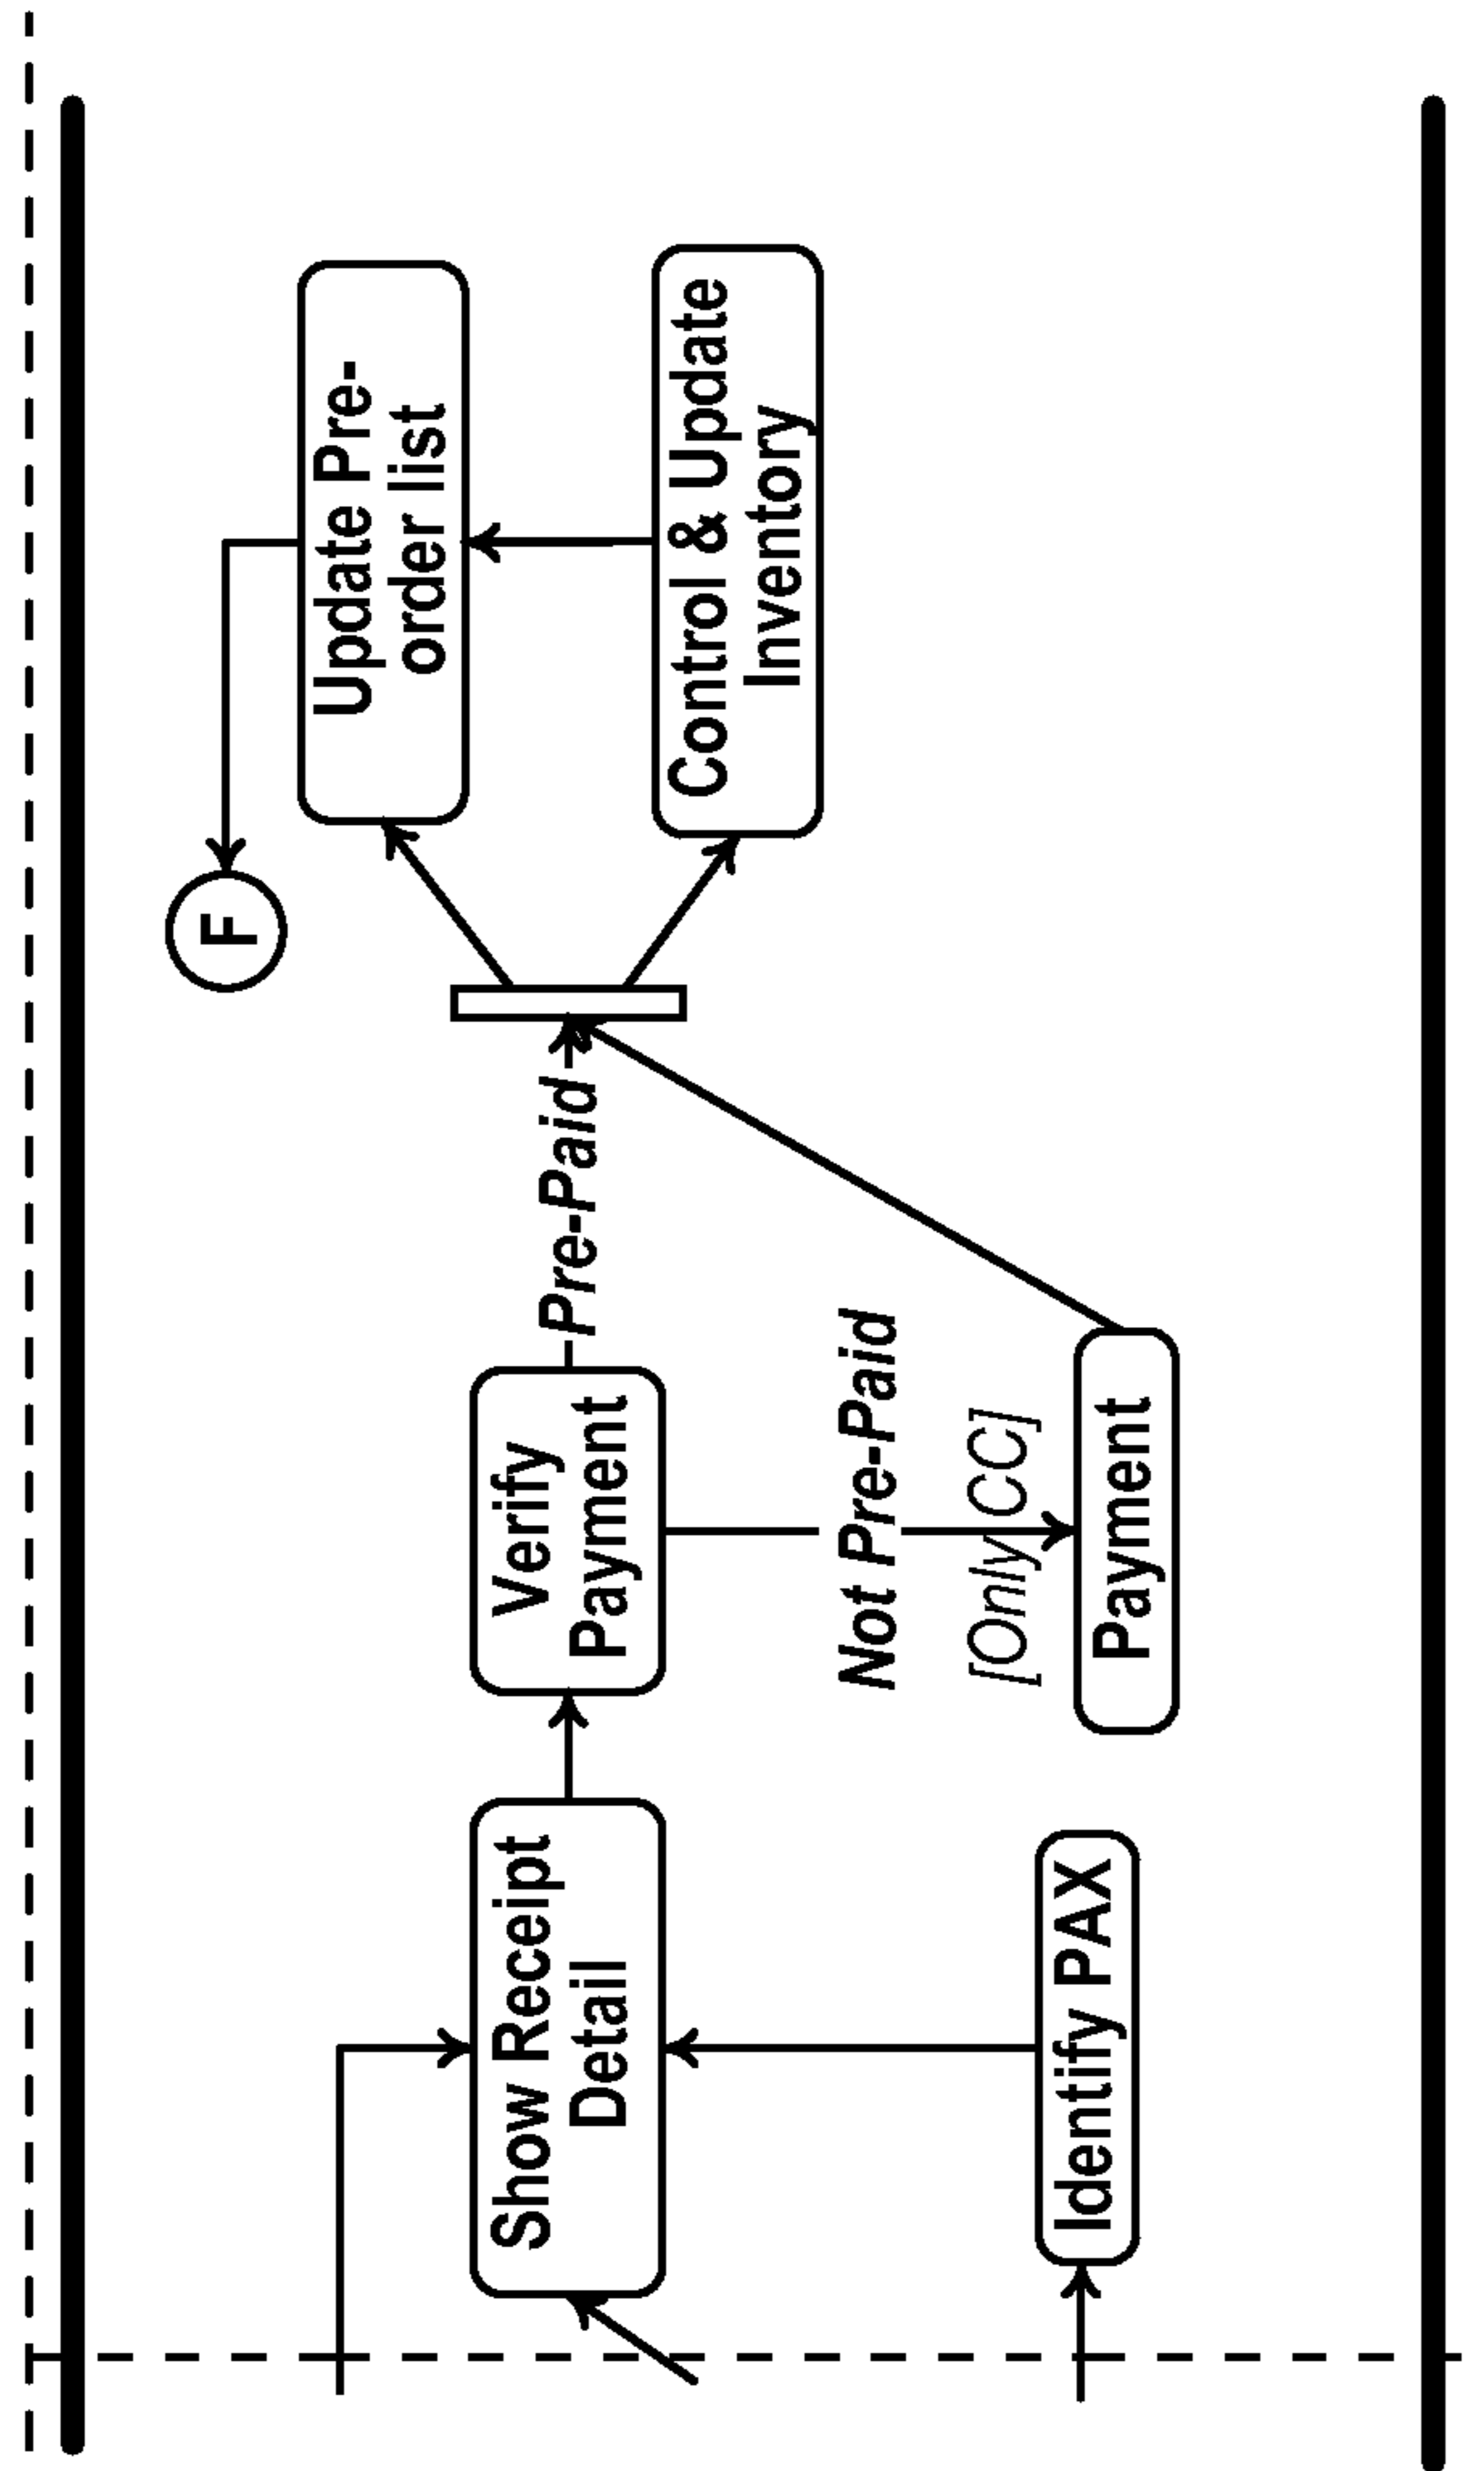 F
Update Pre-
order list
Show Receipt
Detail
Verify
Payment
Pre-Paid
Control & Update
Inventory
Not Pre-Paid
[Only CC]
Identify PAX
Payment